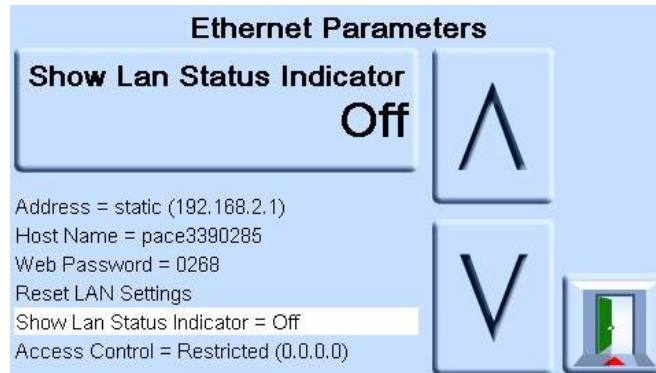 Ethernet Parameters
Show Lan Status Indicator
Off
Address = static (192.168.2.1)
Host Name = pace3390285
Web Password = 0268
Reset LAN Settings
Show Lan Status Indicator = Off
Access Control = Restricted (0.0.0.0)